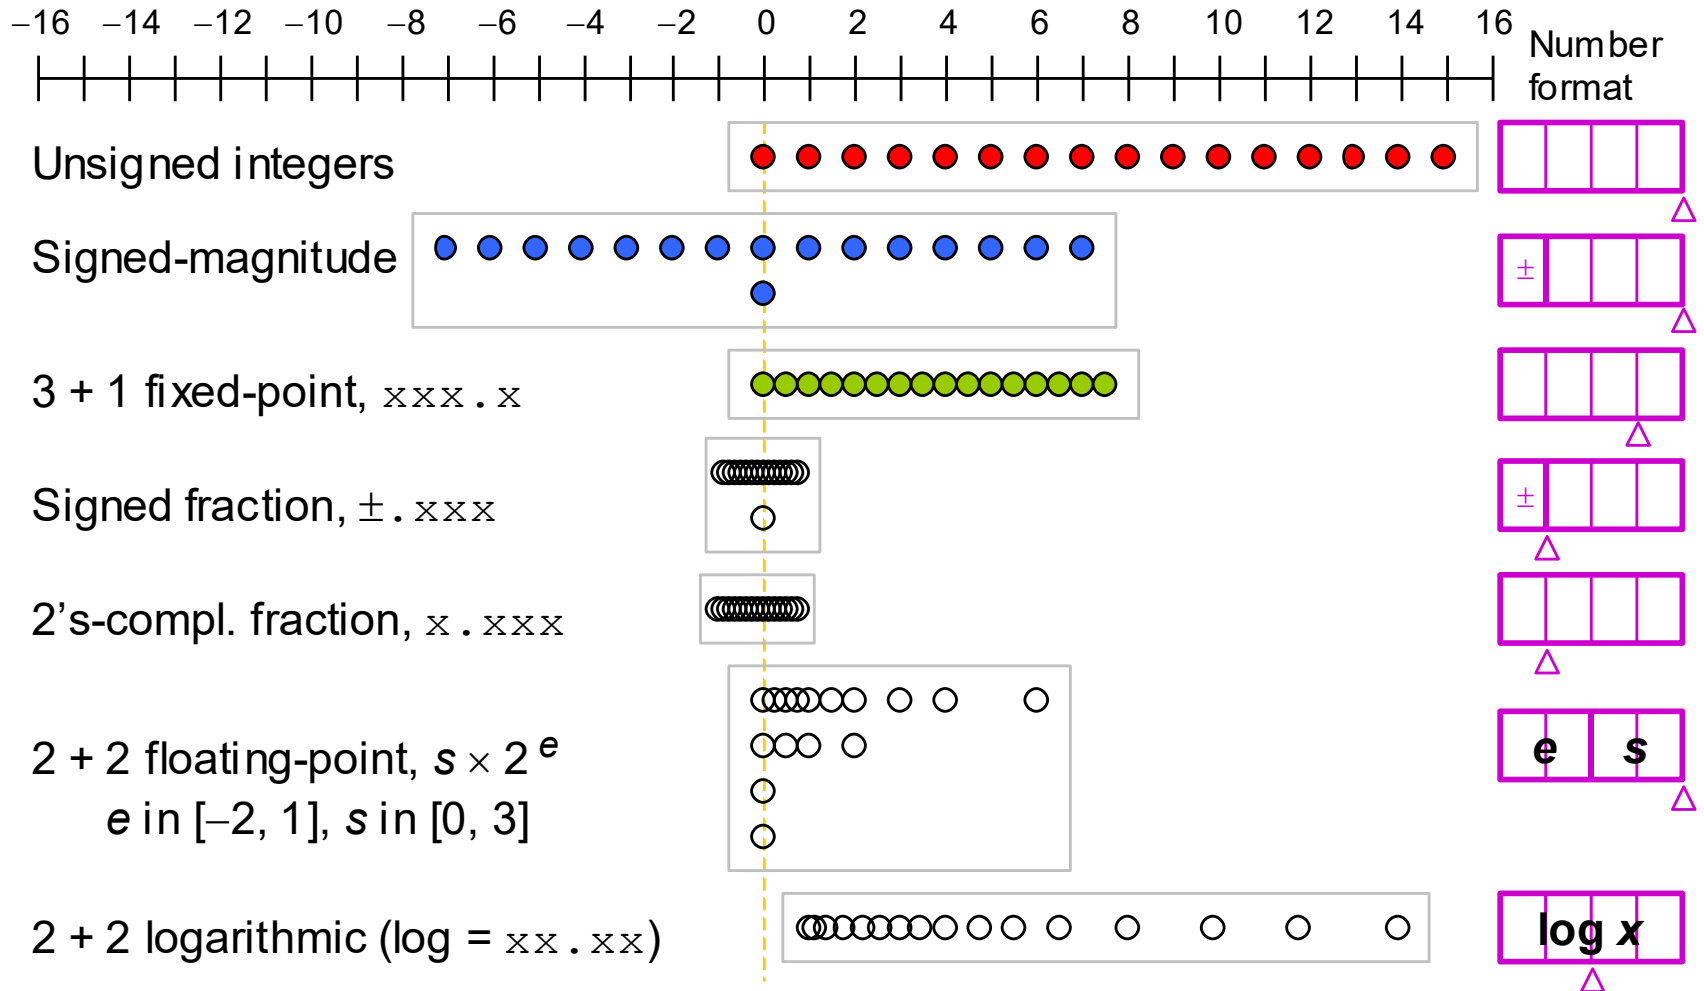 −16 −14 −12 −10 −8 −6 −4 −2 0 2 4 6 8 10 12 14 16
Number
format
Unsigned integers
Signed-magnitude
±
3 + 1 fixed-point, xxx.x
Signed fraction, ±.xxx
±
2’s-compl. fraction, x.xxx
2 + 2 floating-point, s × 2 e
e in [−2, 1], s in [0, 3]
e s
2 + 2 logarithmic (log = xx.xx)
log x